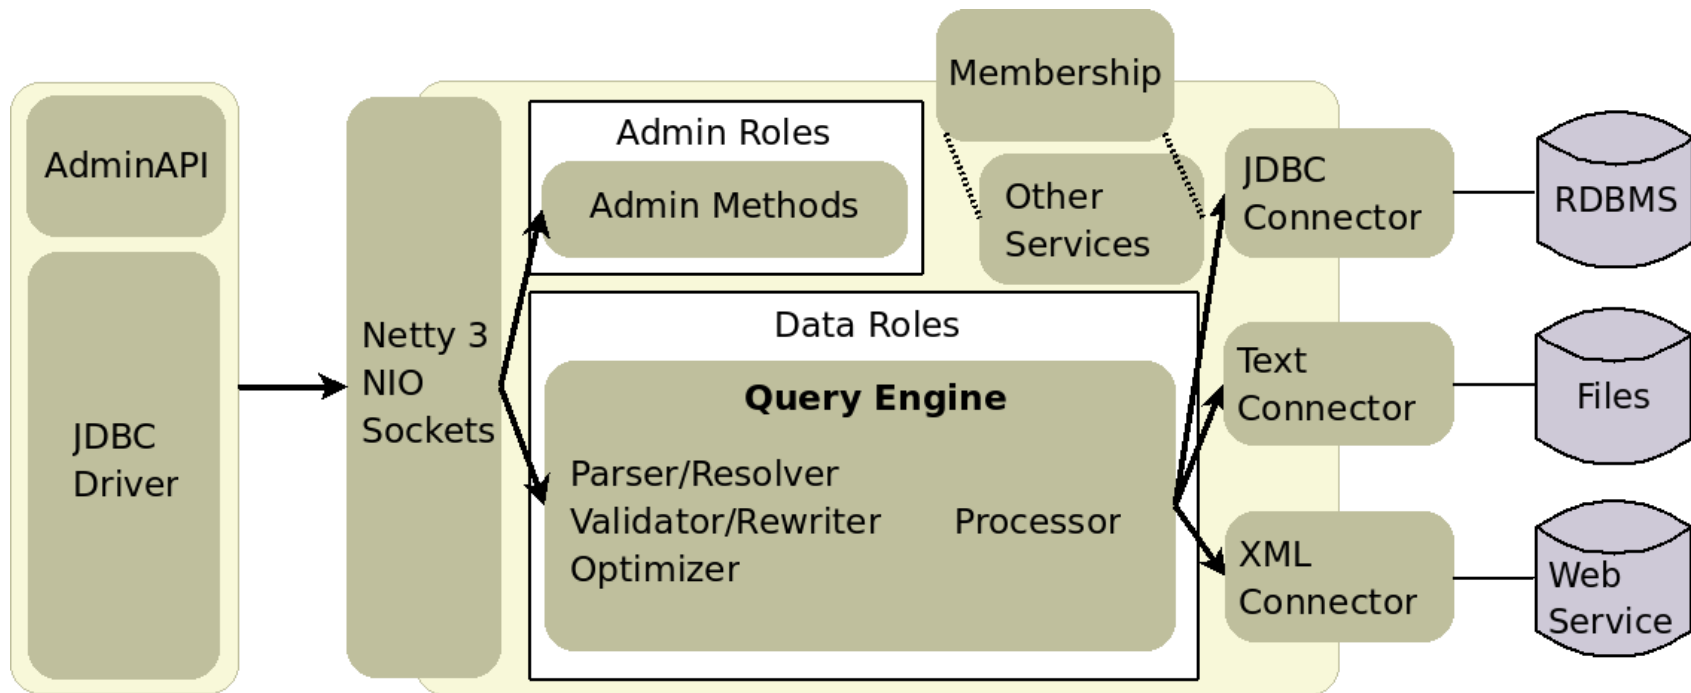 AdminAPI
JDBC
Driver
Netty 3
NIO
Sockets
Admin Roles
Admin Methods
Membership
Other
Services
Data Roles
Query Engine
Parser/Resolver
Validator/Rewriter
Optimizer
Processor
JDBC
Connector
Text
Connector
XML
Connector
RDBMS
Files
Web
Service